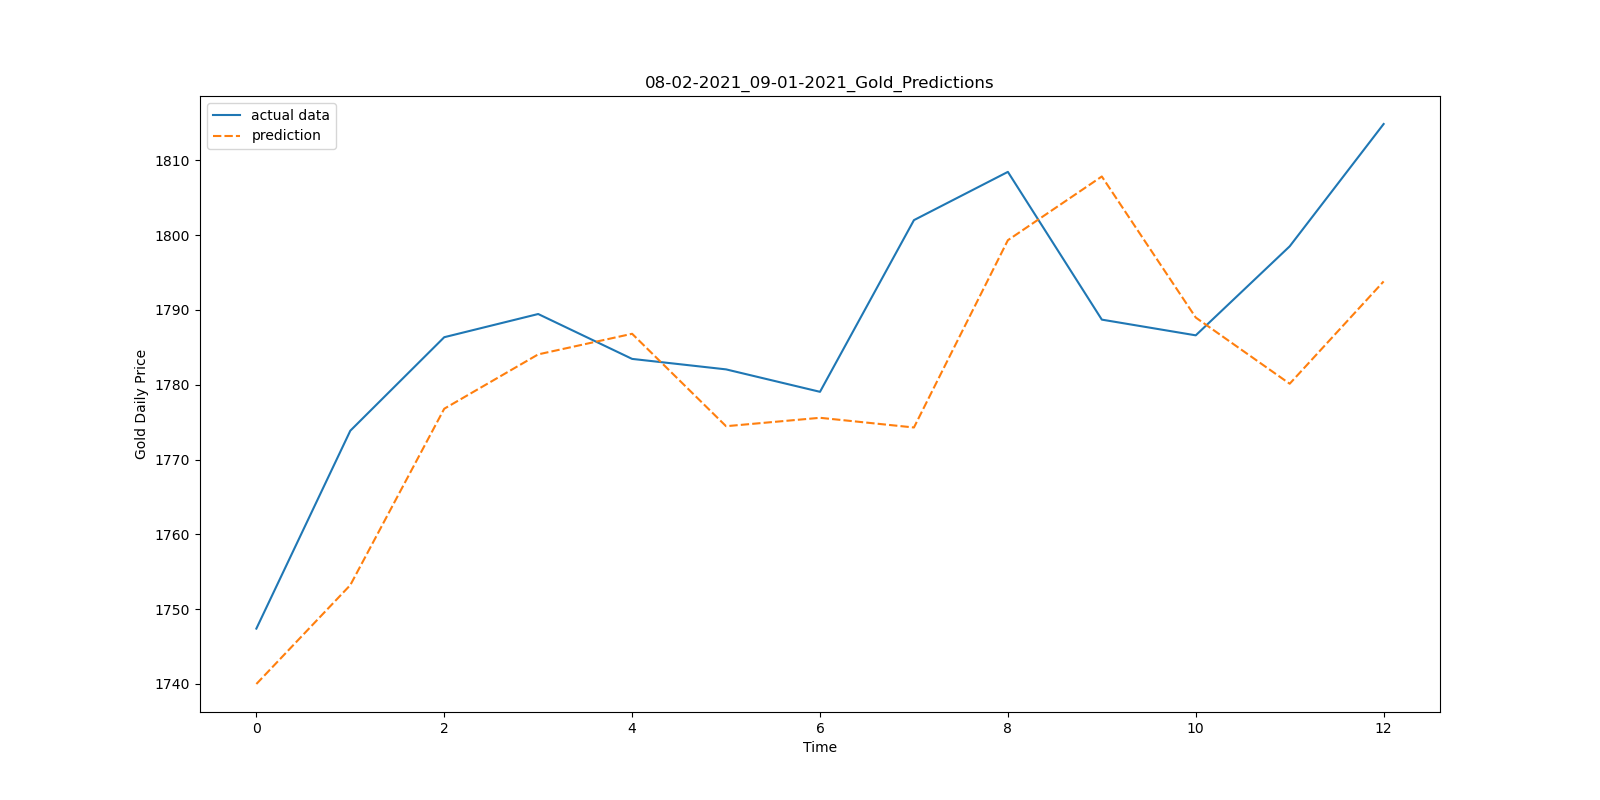 08-02-2021_09-01-2021_Gold_Predictions
actual data
prediction
1810
1800
1790
1780
1770
1760
1750
1740
Gold Daily Price
0 2 4 6 8 10 12
Time